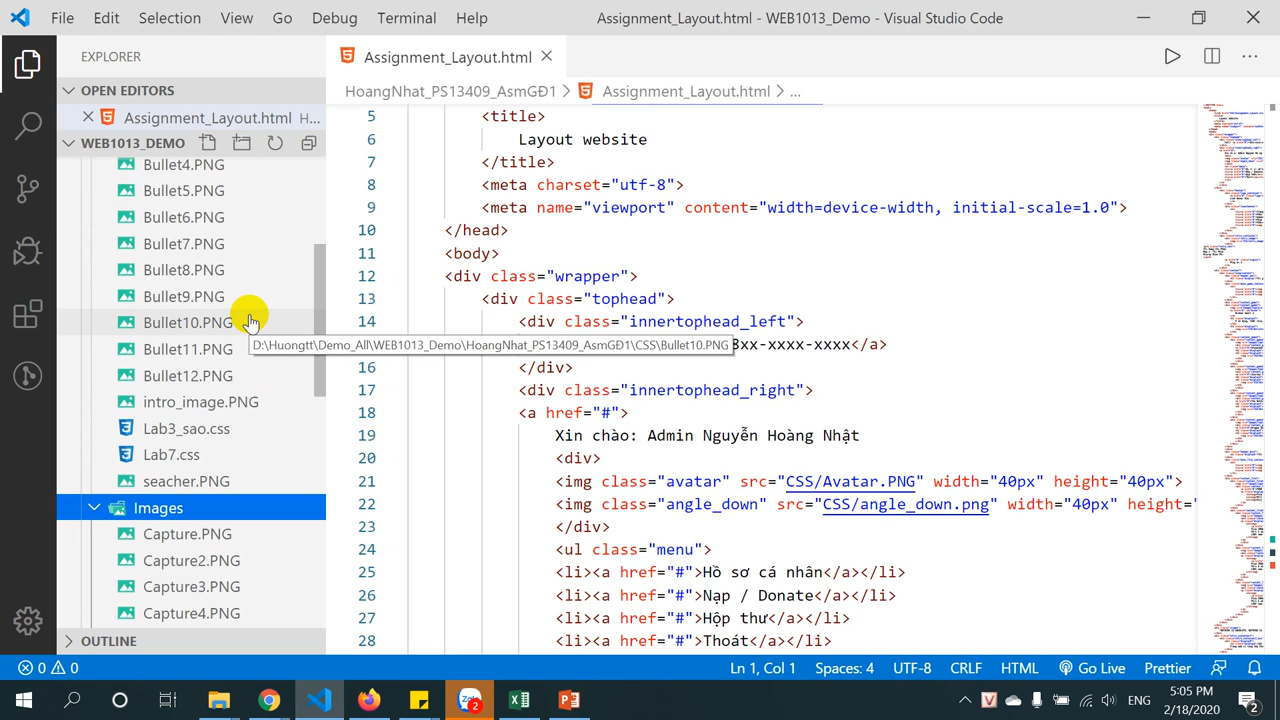 File Edit Selection View Go Debug Terminal Help Assignment_Layout.html - WEB1013_Demo - Visual Studio Code
EXPLORER
OPEN EDITORS
Assignment_Layout.html H...
WEB1013_DEMO
Bullet4.PNG
Bullet5.PNG
Bullet6.PNG
Bullet7.PNG
Bullet8.PNG
Bullet9.PNG
Bullet10.PNG
Bullet11.PNG
Bullet12.PNG
intro_image.PNG
Lab3_sao.css
Lab7.css
seacher.PNG
Images
Capture.PNG
Capture2.PNG
Capture3.PNG
Capture4.PNG
OUTLINE
Assignment_Layout.html
HoangNhat_PS13409_AsmGĐ1 > Assignment_Layout.html > ...
5 <title>
6 Layout website
7 </title>
8 <meta charset="utf-8">
9 <meta name="viewport" content="width=device-width, initial-scale=1.0">
10 </head>
11 <body>
12 <div class="wrapper">
13 <div class="tophead">
14 <div class="innertophead_left">
8xx-xxxx-xxxx</a>
D:\Huongtt\Demo_All\WEB1013_Demo\HoangNhat_PS13409_AsmGĐ1\CSS\Bullet10.PNG
16 </div>
17 <div class="innertophead_right">
18 <a href="#">
19 Xin chào: Admin Nguyễn Hoàng Nhật
20 <div>
21 <img class="avatar" src="CSS/Avatar.PNG" width="40px" height="40px">
22 <img class="angle_down" src="CSS/angle_down.png" width="40px" height="
23 </div>
24 <ul class="menu">
25 <li><a href="#">Hồ sơ cá nhân</a></li>
26 <li><a href="#">Nạp / Donate</a></li>
27 <li><a href="#">Hộp thư</a></li>
28 <li><a href="#">Thoát</a></li>
0 0 Ln 1, Col 1 Spaces: 4 UTF-8 CRLF HTML Go Live Prettier
2 ENG 5:05 PM
2/18/2020 2